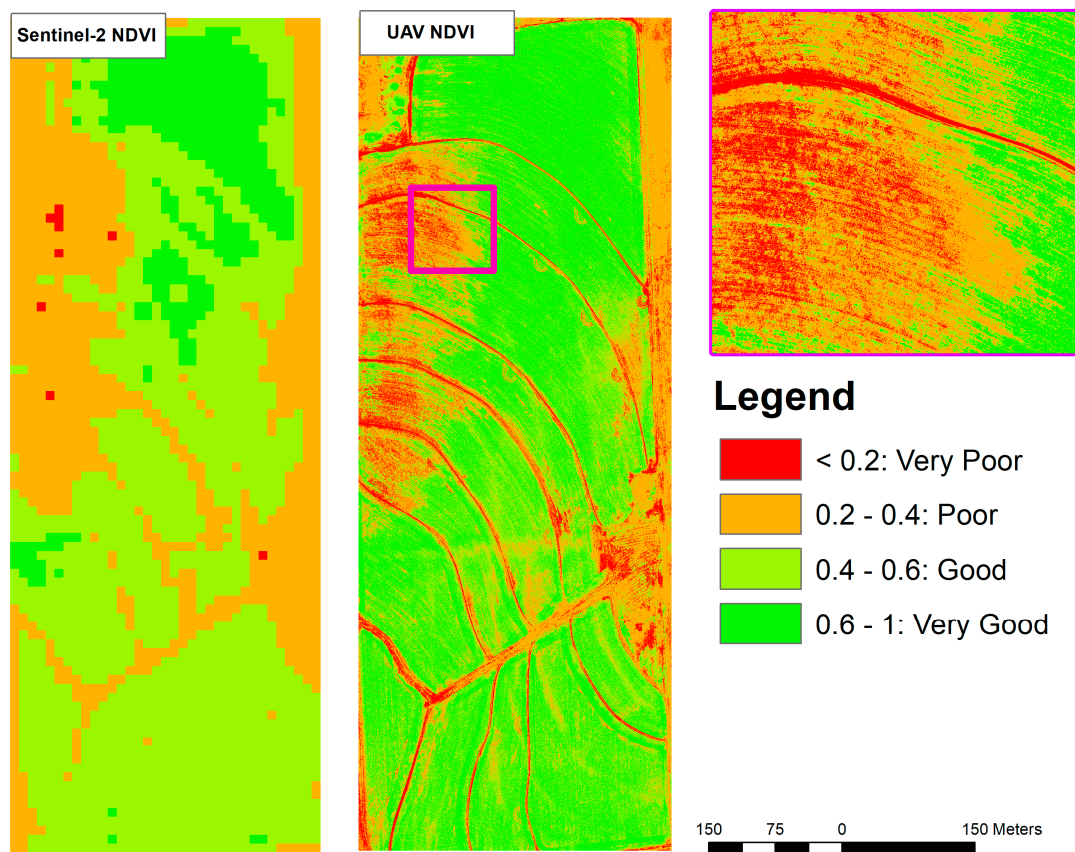 Sentinel-2 NDVI
UAV NDVI
Legend
< 0.2: Very Poor
0.2 - 0.4: Poor
0.4 - 0.6: Good
0.6 - 1: Very Good
150 75 0 150 Meters